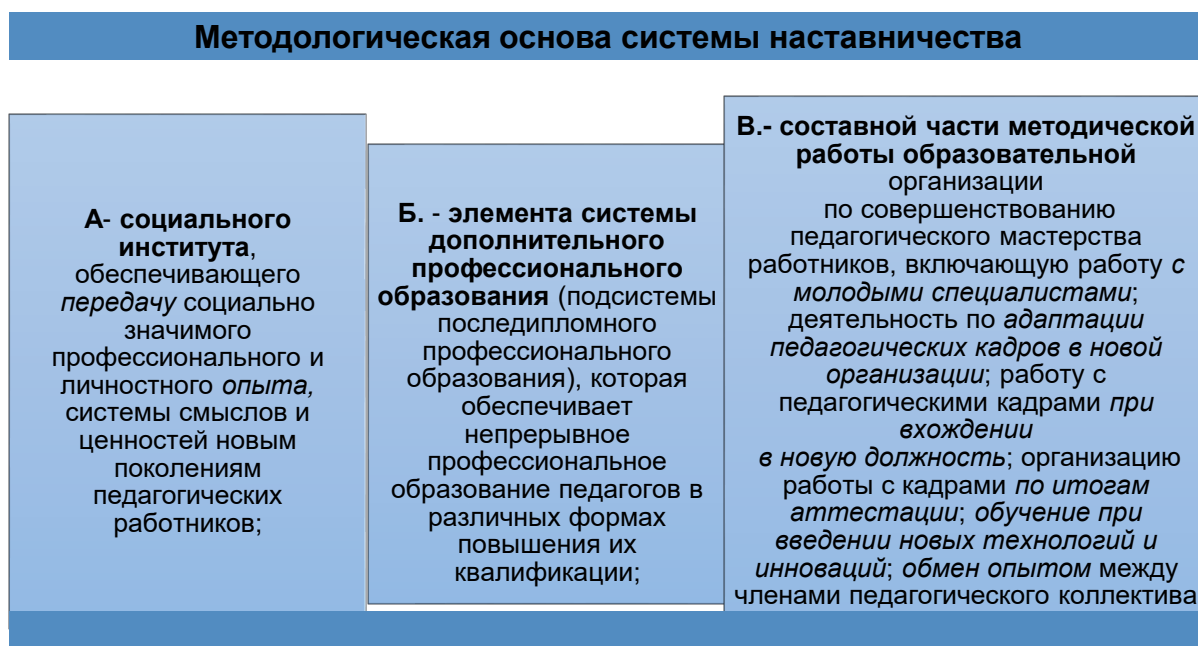 Методологическая основа системы наставничества
А- социального
института,
обеспечивающего
передачу социально
значимого
профессионального и
личностного опыта,
системы смыслов и
ценностей новым
поколениям
педагогических
работников;
Б. - элемента системы
дополнительного
профессионального
образования (подсистемы
последипломного
профессионального
образования), которая
обеспечивает
непрерывное
профессиональное
образование педагогов в
различных формах
повышения их
квалификации;
В.- составной части методической
работы образовательной
организации
по совершенствованию
педагогического мастерства
работников, включающую работу с
молодыми специалистами;
деятельность по адаптации
педагогических кадров в новой
организации; работу с
педагогическими кадрами при
вхождении
в новую должность; организацию
работы с кадрами по итогам
аттестации; обучение при
введении новых технологий и
инноваций; обмен опытом между
членами педагогического коллектива